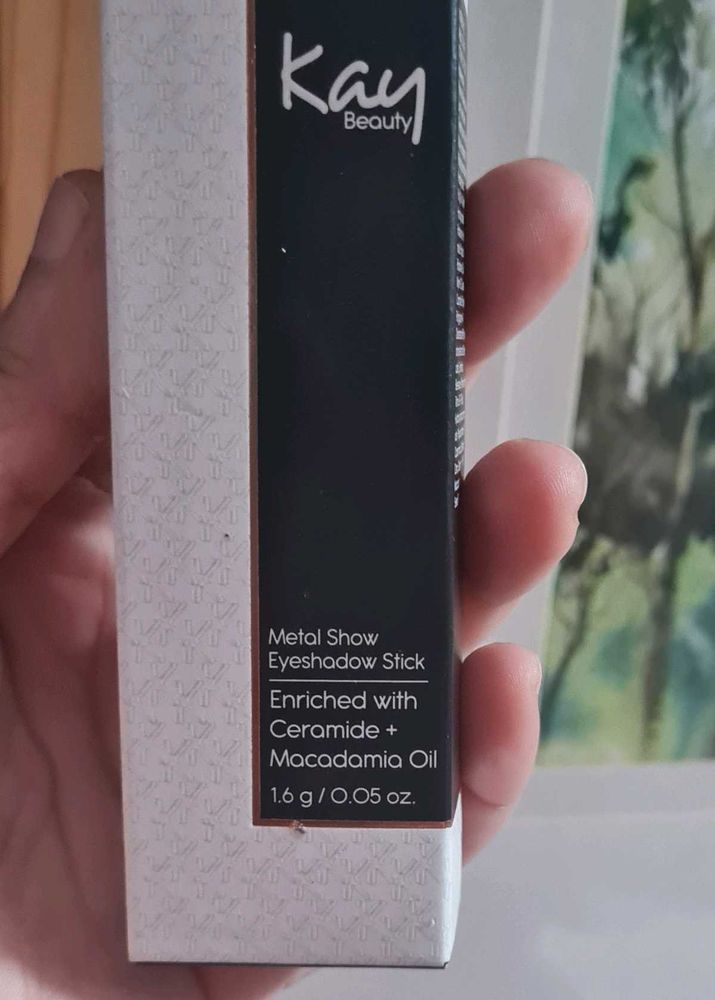 Kay
Beauty
Metal Show
Eyeshadow Stick
Enriched with
Ceramide +
Macadamia Oil
1.6 g / 0.05 oz.